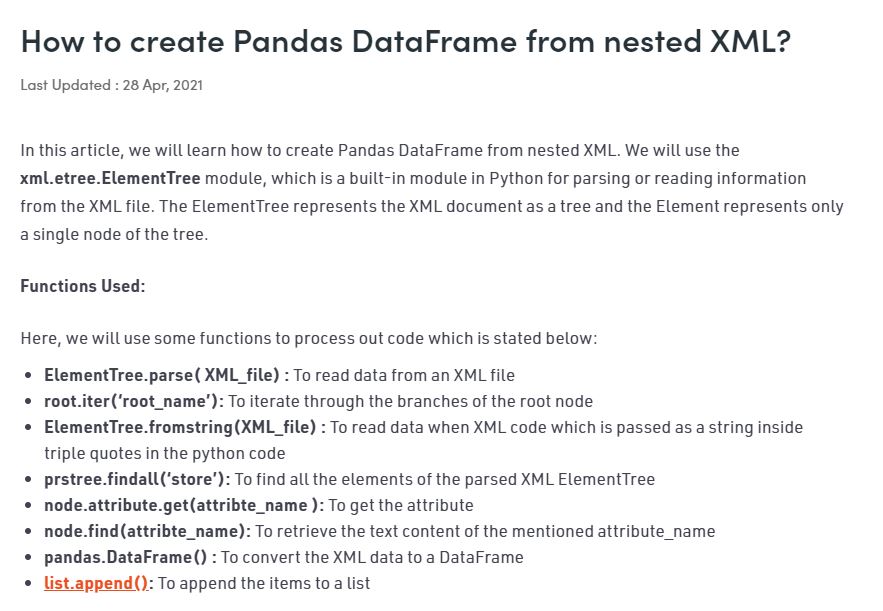 How to create Pandas DataFrame from nested XML?
Last Updated : 28 Apr, 2021
In this article, we will learn how to create Pandas DataFrame from nested XML. We will use the
xml.etree.ElementTree module, which is a built-in module in Python for parsing or reading information
from the XML file. The ElementTree represents the XML document as a tree and the Element represents only
a single node of the tree.
Functions Used:
Here, we will use some functions to process out code which is stated below:
• ElementTree.parse( XML_file) : To read data from an XML file
• root.iter(‘root_name’): To iterate through the branches of the root node
• ElementTree.fromstring(XML_file) : To read data when XML code which is passed as a string inside
triple quotes in the python code
• prstree.findall(‘store’): To find all the elements of the parsed XML ElementTree
• node.attribute.get(attribte_name ): To get the attribute
• node.find(attribte_name): To retrieve the text content of the mentioned attribute_name
• pandas.DataFrame() : To convert the XML data to a DataFrame
• list.append(): To append the items to a list